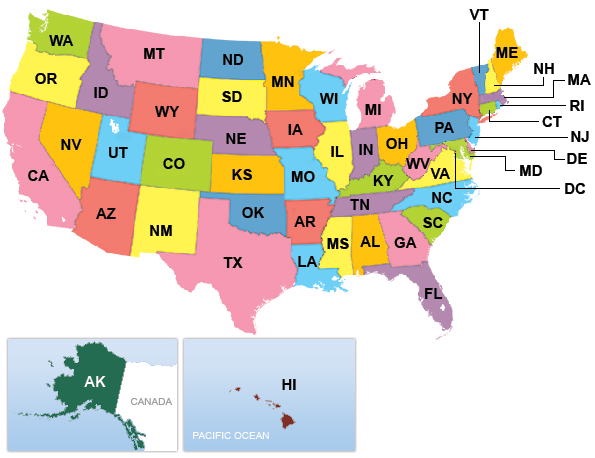 VT
WA
ME
MT
ND
NH
OR
MN
MA
ID
WI
SD
NY
MI
RI
WY
CT
IA
PA
NE
NJ
NV
OH
UT
IL
IN
DE
CO
WV
MD
KS
MO
VA
CA
KY
DC
NC
TN
OK
AZ
AR
SC
NM
MS
AL
GA
TX
LA
FL
AK
HI
CANADA
PACIFIC OCEAN